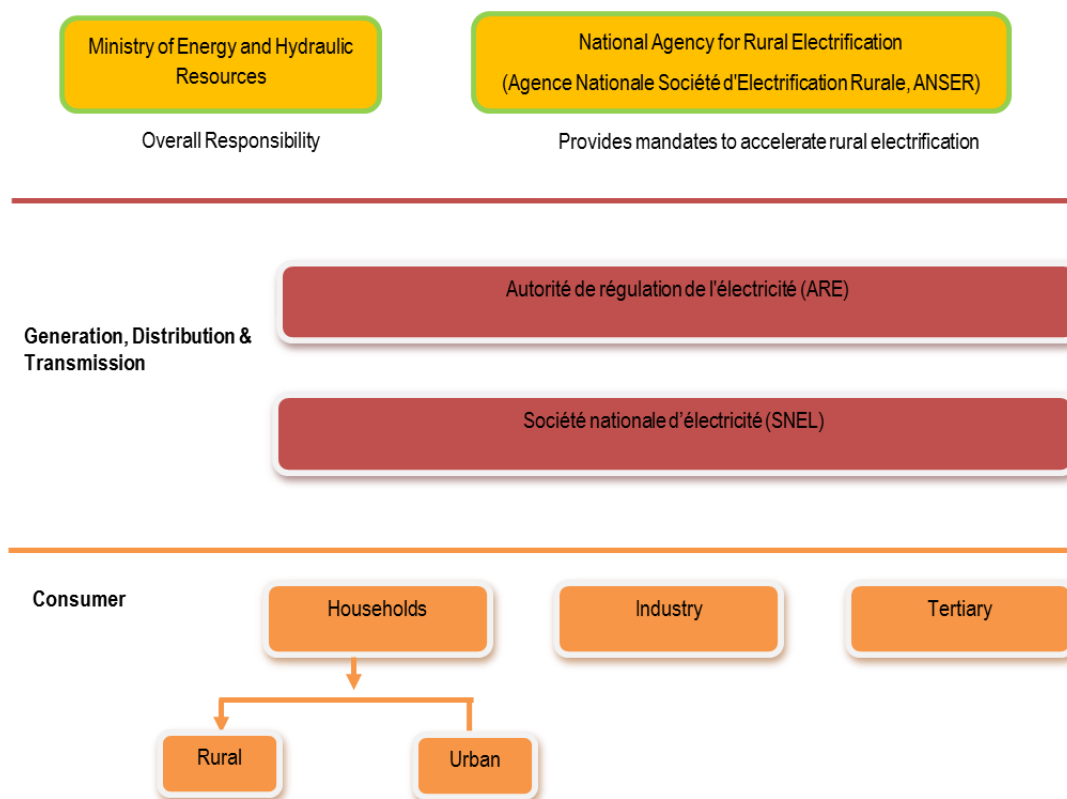 Ministry of Energy and Hydraulic
Resources
National Agency for Rural Electrification
(Agence Nationale Société d'Electrification Rurale, ANSER)
Overall Responsibility
Provides mandates to accelerate rural electrification
Autorité de régulation de l'électricité (ARE)
Generation, Distribution &
Transmission
Société nationale d’électricité (SNEL)
Consumer
Households
Industry
Tertiary
Rural
Urban